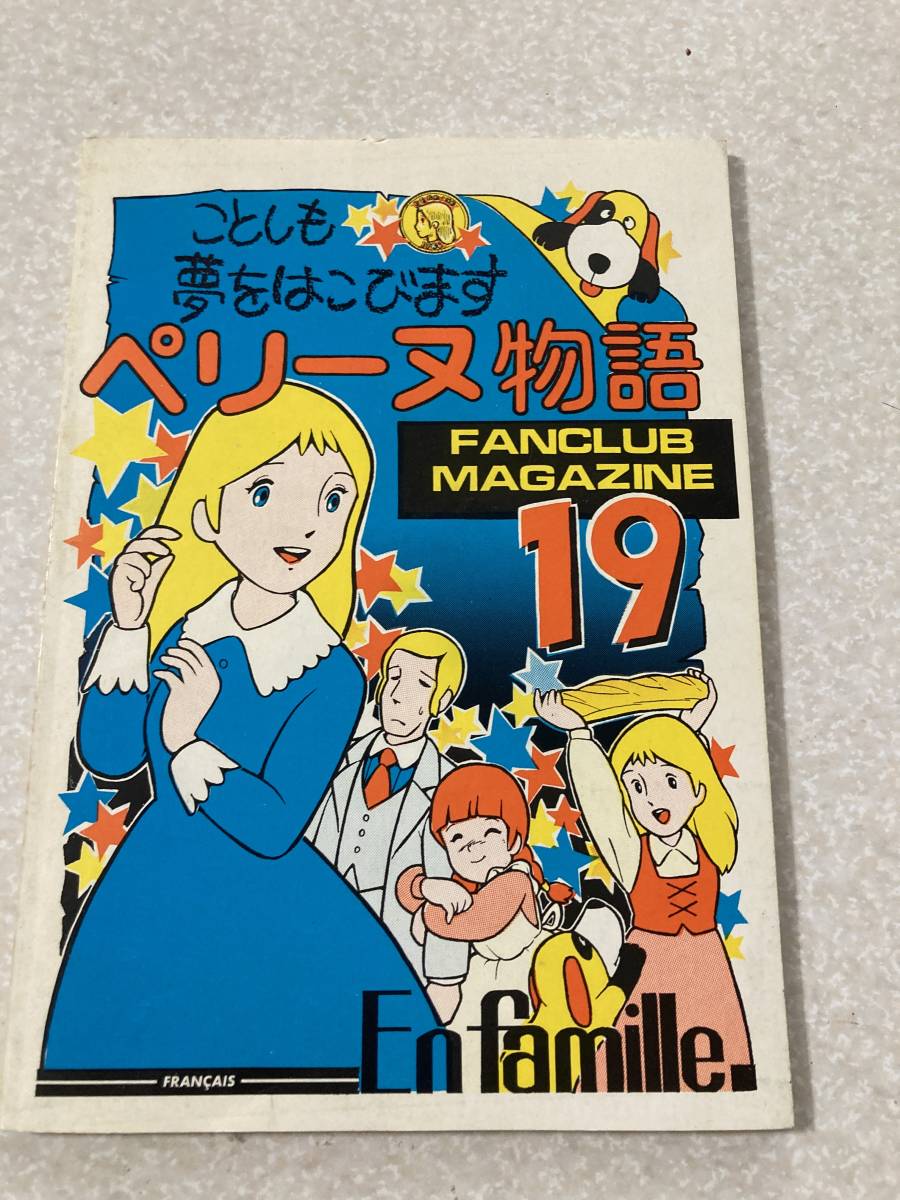 ことしも
夢をはこびます
ペリーヌ物語
FANCLUB
MAGAZINE
19
En famille.
FRANÇAIS